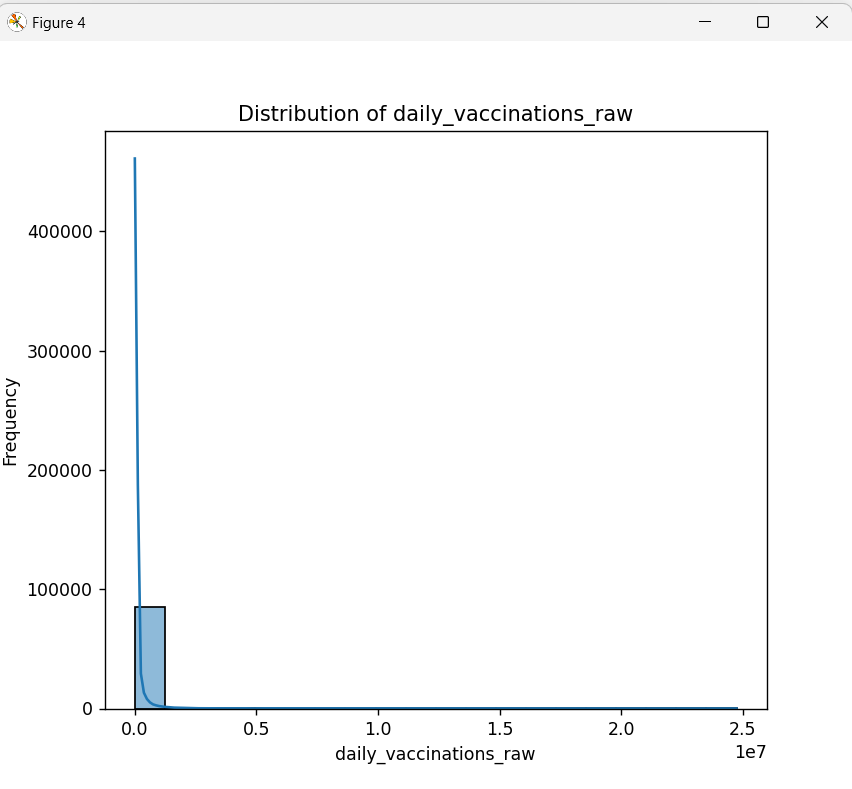 Figure 4
Distribution of daily_vaccinations_raw
400000
300000
200000
100000
0
Frequency
0.0 0.5 1.0 1.5 2.0 2.5
1e7
daily_vaccinations_raw